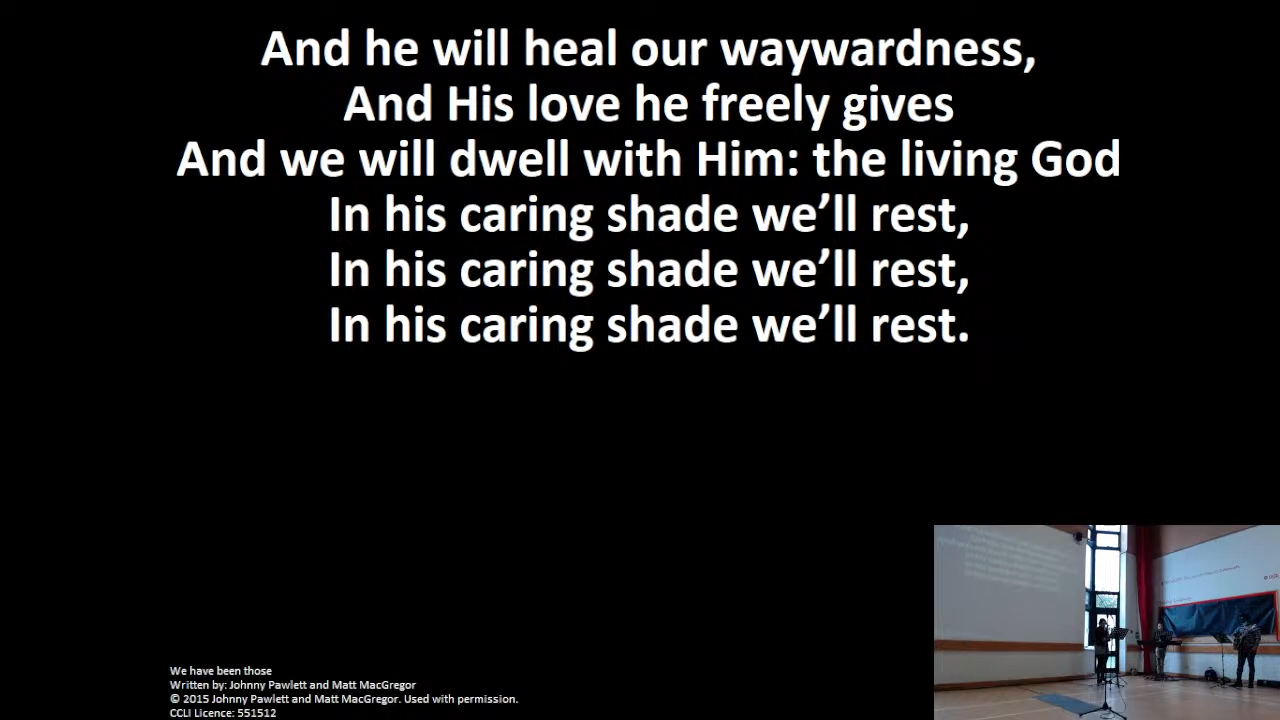 And he will heal our waywardness,
And His love he freely gives
And we will dwell with Him: the living God
In his caring shade we’ll rest,
In his caring shade we’ll rest,
In his caring shade we’ll rest.
We have been those
Written by: Johnny Pawlett and Matt MacGregor
© 2015 Johnny Pawlett and Matt MacGregor. Used with permission.
CCLI Licence: 551512